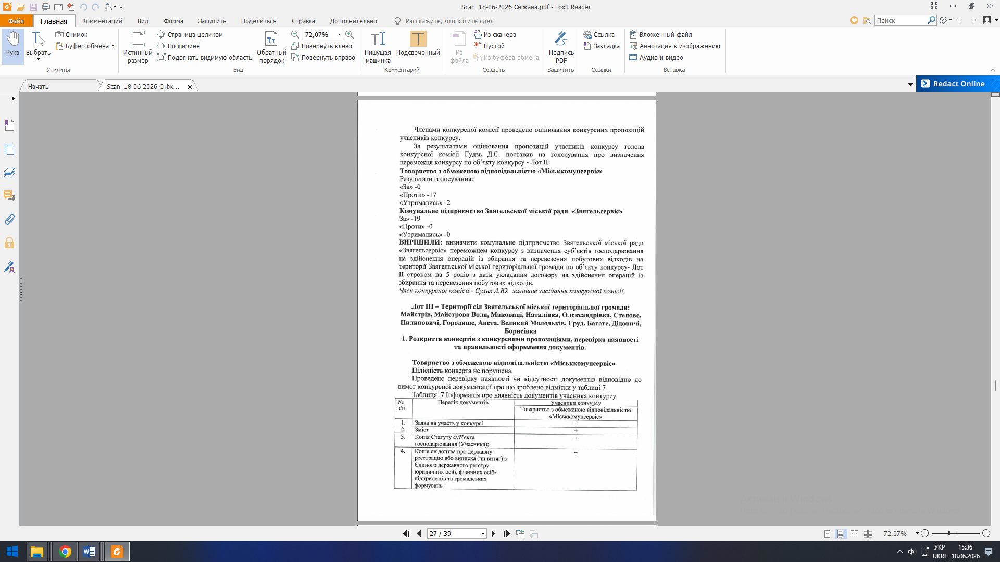 Scan_18-06-2026 Сніжана.pdf - Foxit Reader
Файл
Главная
Комментарий
Вид
Форма
Защитить
Поделиться
Справка
Дополнительно
Расскажите, что хотите сдел
Поиск
Рука
Выбрать
Снимок
Буфер обмена
Утилиты
Истинный размер
Страница целиком
По ширине
Подогнать видимую область
Обратный порядок
72,07%
Повернуть влево
Повернуть вправо
Вид
Пишущая машинка
Подсвеченный
Комментарий
Из файла
Из сканера
Пустой
Из буфера обмена
Создать
Подпись PDF
Защитить
Ссылка
Закладка
Ссылки
Вложенный файл
Аннотация к изображению
Аудио и видео
Вставка
Начать
Scan_18-06-2026 Сніж...
Redact Online
Членами конкурсної комісії проведено оцінювання конкурсних пропозицій
учасників конкурсу.
За результатами оцінювання пропозицій учасників конкурсу голова
конкурсної комісії Гудзь Д.С. поставив на голосування про визначення
переможця конкурсу по об’єкту конкурсу - Лот ІІ:
Товариство з обмеженою відповідальністю «Міськкомунсервіс»
Результати голосування:
«За» -0
«Проти» -17
«Утримались» -2
Комунальне підприємство Звягельської міської ради «Звягельсервіс»
За» -19
«Проти» -0
«Утримались» -0
ВИРІШИЛИ: визначити комунальне підприємство Звягельської міської ради
«Звягельсервіс» переможцем конкурсу з визначення суб’єктів господарювання
на здійснення операцій із збирання та перевезення побутових відходів на
території Звягельської міської територіальної громади по об’єкту конкурсу- Лот
ІІ строком на 5 років з дати укладання договору на здійснення операцій із
збирання та перевезення побутових відходів.
Член конкурсної комісії - Сухих А.Ю. залишив засідання конкурсної комісії.
Лот ІІІ – Території сіл Звягельської міської територіальної громади:
Майстрів, Майстрова Воля, Маковиці, Наталівка, Олександрівка, Степове,
Пилиповичі, Городище, Анета, Великий Молодьків, Груд, Багате, Дідовичі,
Борисівка
1. Розкриття конвертів з конкурсними пропозиціями, перевірка наявності
та правильності оформлення документів.
Товариство з обмеженою відповідальністю «Міськкомунсервіс»
Цілісність конверта не порушена.
Проведено перевірку наявності чи відсутності документів відповідно до
вимог конкурсної документації про що зроблено відмітки у таблиці 7
Таблиця .7 Інформація про наявність документів учасника конкурсу
№ з/п
Перелік документів
Учасники конкурсу
Товариство з обмеженою відповідальністю
«Міськкомунсервіс»
1. Заява на участь у конкурсі +
2. Зміст +
3. Копія Статуту суб’єкта +
господарювання (Учасника);
4. Копія свідоцтва про державну +
реєстрацію або виписка (чи витяг) з
Єдиного державного реєстру
юридичних осіб, фізичних осіб-
підприємців та громадських
формувань
27 / 39
72,07%
УКР
UKRE
15:36
18.06.2026